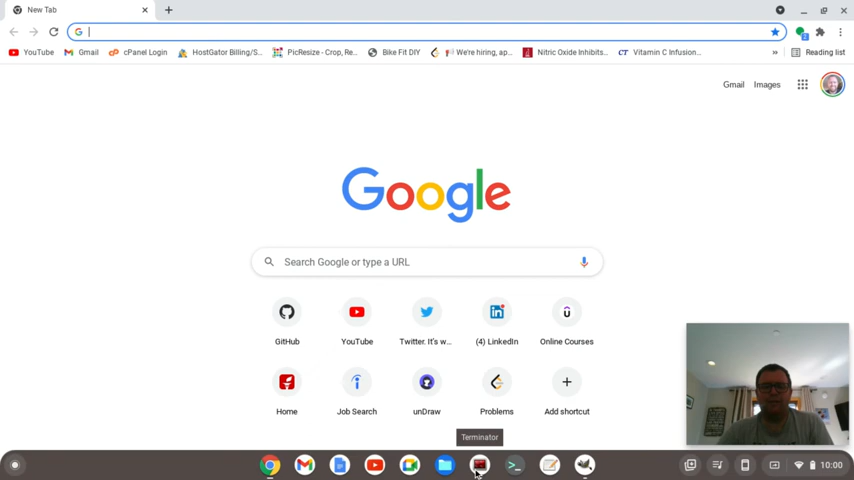 New Tab
YouTube
Gmail
cPanel Login
HostGator Billing/S...
PicResize - Crop, Re...
Bike Fit DIY
We're hiring, ap...
Nitric Oxide Inhibits...
CT Vitamin C Infusion...
»
Reading list
Gmail Images
Google
Search Google or type a URL
GitHub
YouTube
Twitter. It's w...
(4) LinkedIn
Online Courses
Home
Job Search
unDraw
Problems
Add shortcut
Terminator
10:00